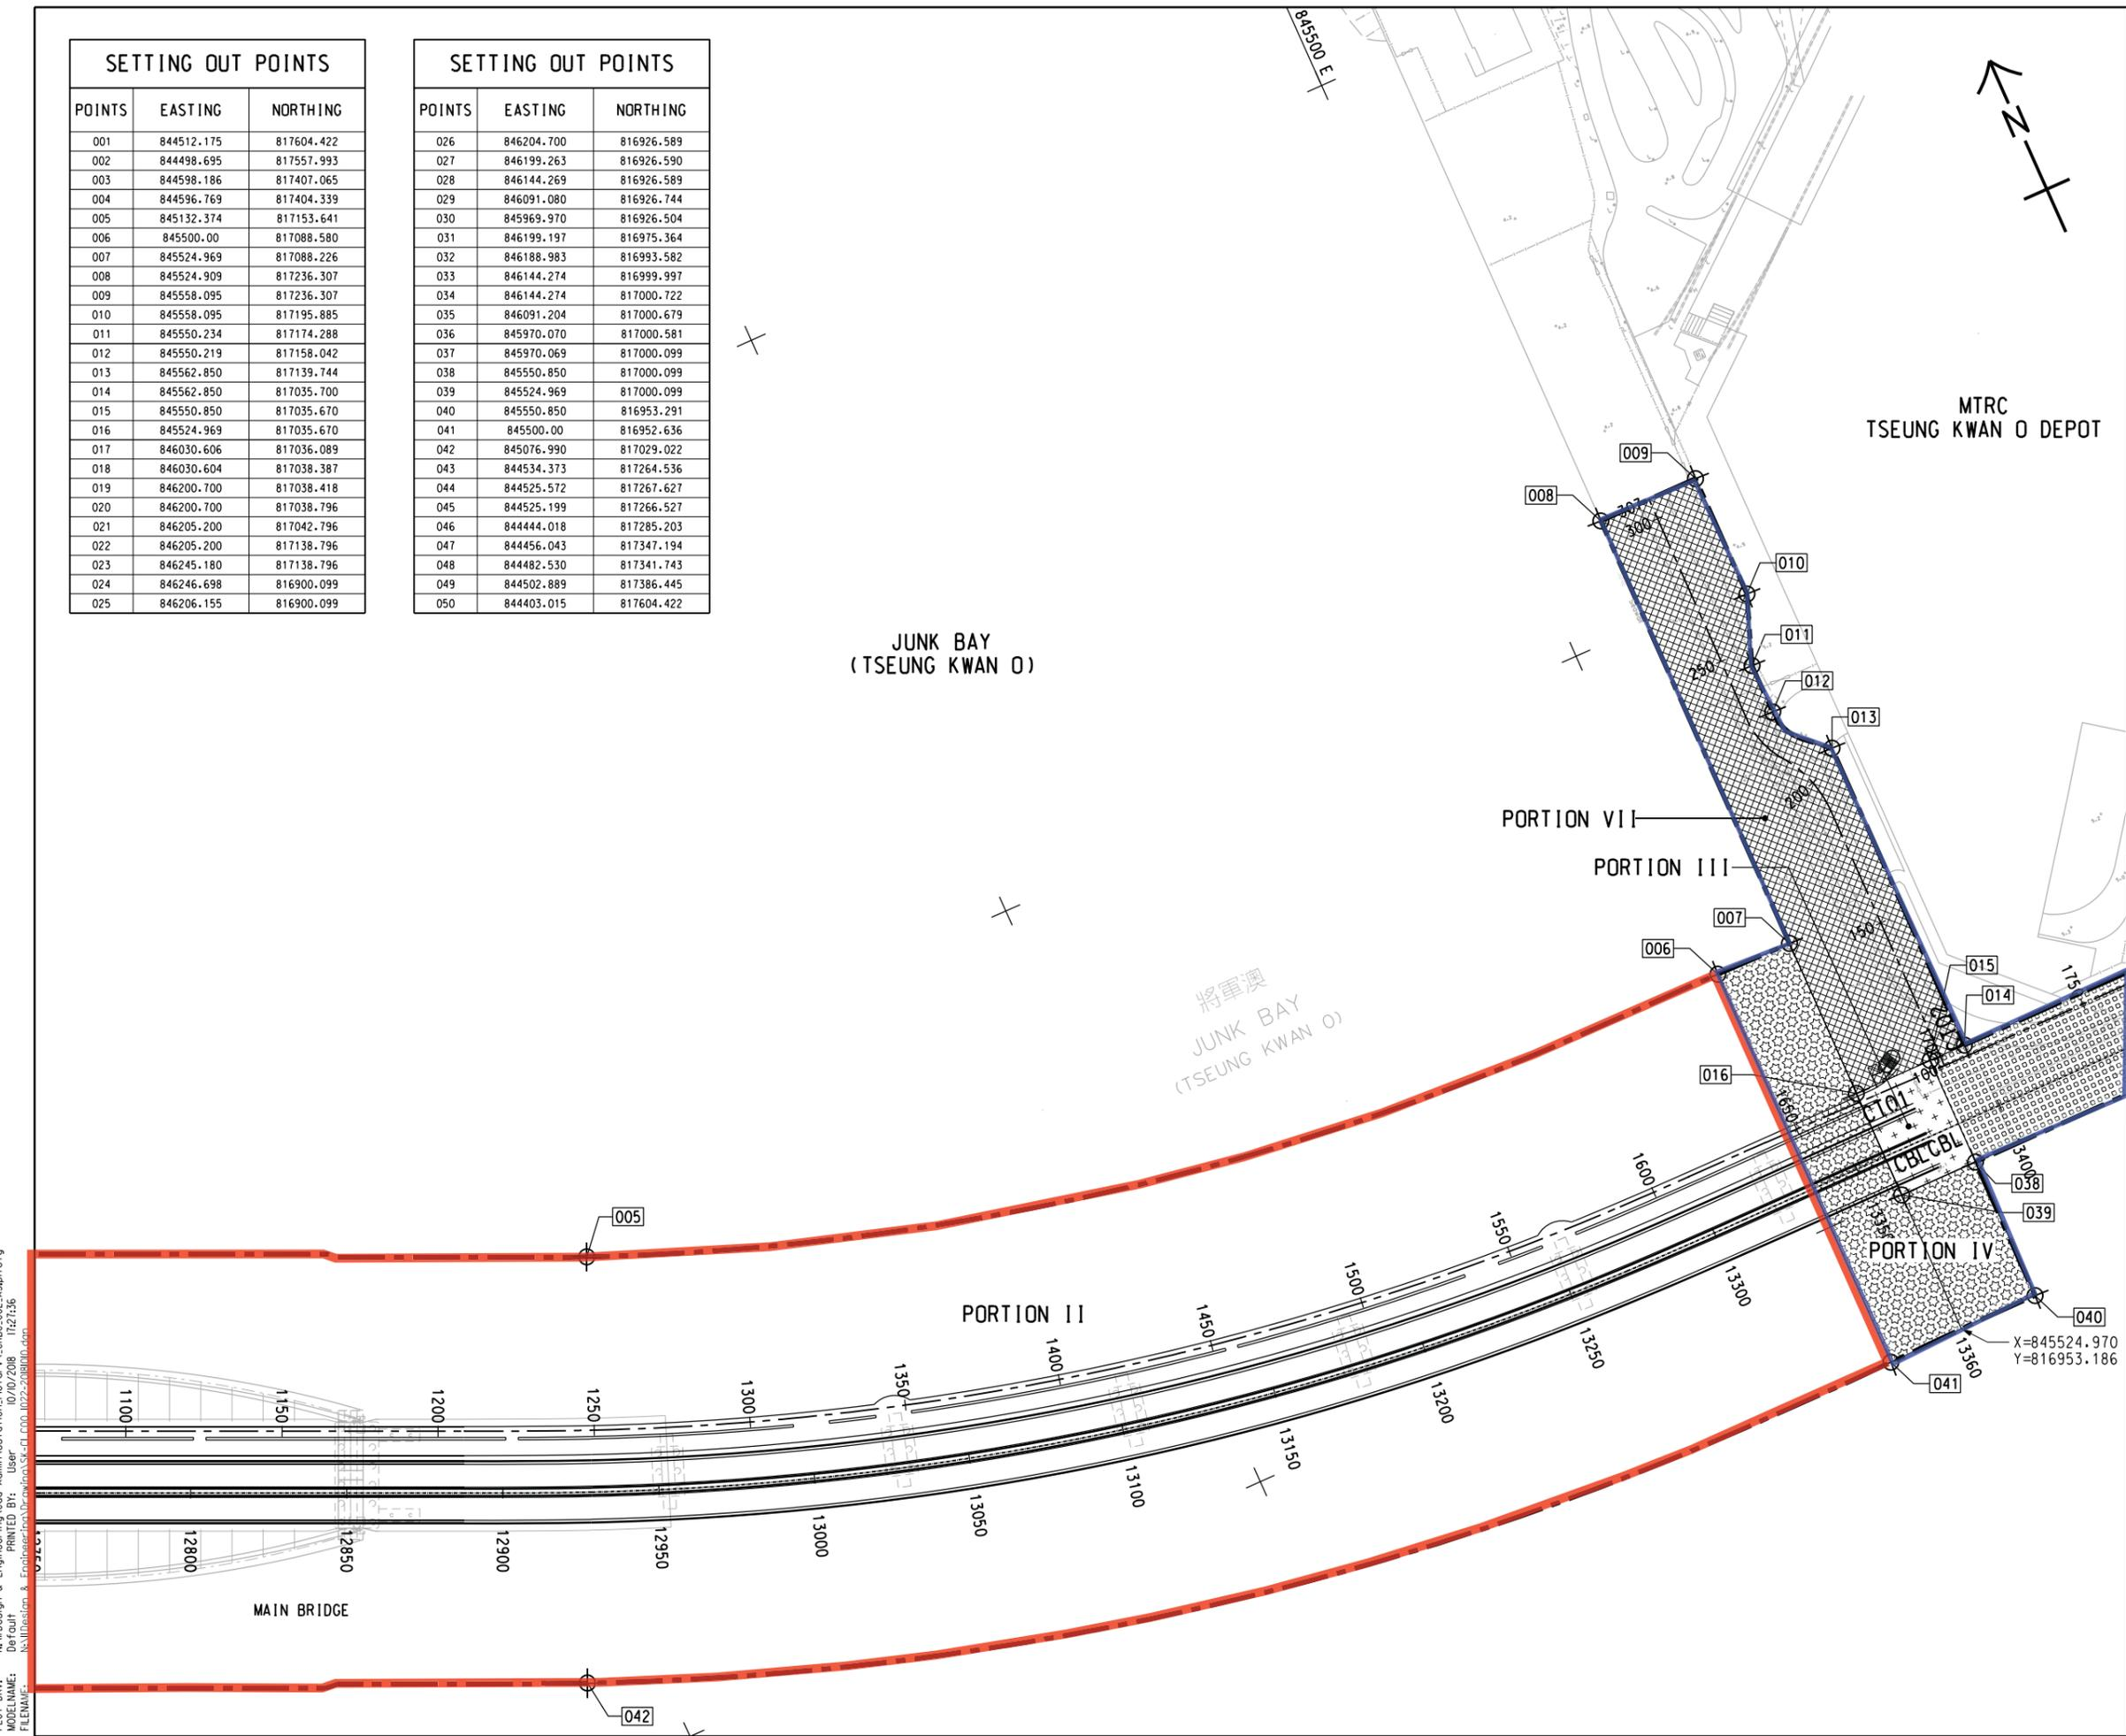 SETTING OUT POINTS
POINTS EASTING NORTHING
001 844512.175 817604.422
002 844498.695 817557.993
003 844598.186 817407.065
004 844596.769 817404.339
005 845132.374 817153.641
006 845500.00 817088.580
007 845524.969 817088.226
008 845524.909 817236.307
009 845558.095 817236.307
010 845558.095 817195.885
011 845550.234 817174.288
012 845550.219 817158.042
013 845562.850 817139.744
014 845562.850 817035.700
015 845550.850 817035.670
016 845524.969 817035.670
017 846030.606 817036.089
018 846030.604 817038.387
019 846200.700 817038.418
020 846200.700 817038.796
021 846205.200 817042.796
022 846205.200 817138.796
023 846245.180 817138.796
024 846246.698 816900.099
025 846206.155 816900.099
SETTING OUT POINTS
POINTS EASTING NORTHING
026 846204.700 816926.589
027 846199.263 816926.590
028 846144.269 816926.589
029 846091.080 816926.744
030 845969.970 816926.504
031 846199.197 816975.364
032 846188.983 816993.582
033 846144.274 816999.997
034 846144.274 817000.722
035 846091.204 817000.679
036 845970.070 817000.581
037 845970.069 817000.099
038 845550.850 817000.099
039 845524.969 817000.099
040 845550.850 816953.291
041 845500.00 816952.636
042 845076.990 817029.022
043 844534.373 817264.536
044 844525.572 817267.627
045 844525.199 817266.527
046 844444.018 817285.203
047 844456.043 817347.194
048 844482.530 817341.743
049 844502.889 817386.445
050 844403.015 817604.422
845500 E
N
MTRC
TSEUNG KWAN O DEPOT
JUNK BAY
(TSEUNG KWAN O)
009
008
307
300
010
011
250
012
013
200
PORTION VII
PORTION III
150
007
006
015
175
014
將軍澳
JUNK BAY
(TSEUNG KWAN O)
016
1650
CT01
CBLCBL
3400
038
039
1600
1550
1500
1450
1400
1350
1300
1250
1200
1150
1100
005
PORTION II
PORTION IV
040
X=845524.970
Y=816953.186
13360
041
13300
13250
13200
13150
13100
13050
13000
12950
12900
12850
12800
MAIN BRIDGE
042
MODELNAME: Default PRINTED BY: User 10/10/2018 17:27:36
FILENAME: